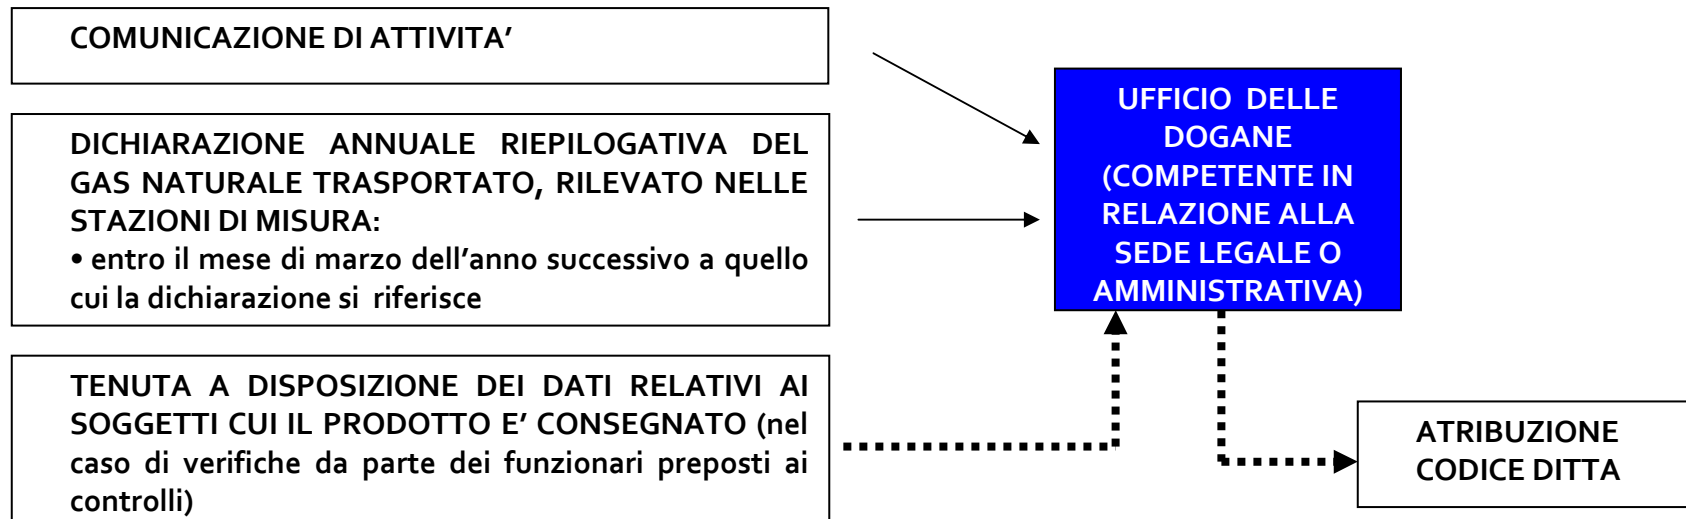 COMUNICAZIONE DI ATTIVITA’
DICHIARAZIONE ANNUALE RIEPILOGATIVA DEL
GAS NATURALE TRASPORTATO, RILEVATO NELLE
STAZIONI DI MISURA:
• entro il mese di marzo dell’anno successivo a quello
cui la dichiarazione si riferisce
TENUTA A DISPOSIZIONE DEI DATI RELATIVI AI
SOGGETTI CUI IL PRODOTTO E’ CONSEGNATO (nel
caso di verifiche da parte dei funzionari preposti ai
controlli)
UFFICIO DELLE
DOGANE
(COMPETENTE IN
RELAZIONE ALLA
SEDE LEGALE O
AMMINISTRATIVA)
ATRIBUZIONE
CODICE DITTA